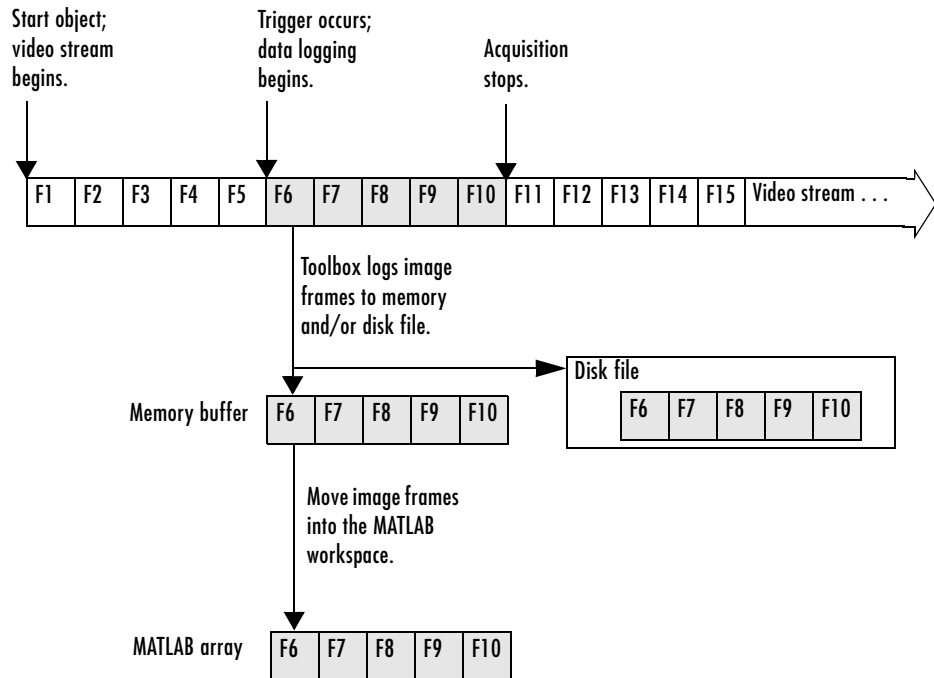 Start object;
video stream
begins.
Trigger occurs;
data logging
begins.
Acquisition
stops.
F1 F2 F3 F4 F5 F6 F7 F8 F9 F10 F11 F12 F13 F14 F15 Video stream . . .
Toolbox logs image
frames to memory
and/or disk file.
Disk file
F6 F7 F8 F9 F10
Memory buffer F6 F7 F8 F9 F10
Move image frames
into the MATLAB
workspace.
MATLAB array F6 F7 F8 F9 F10